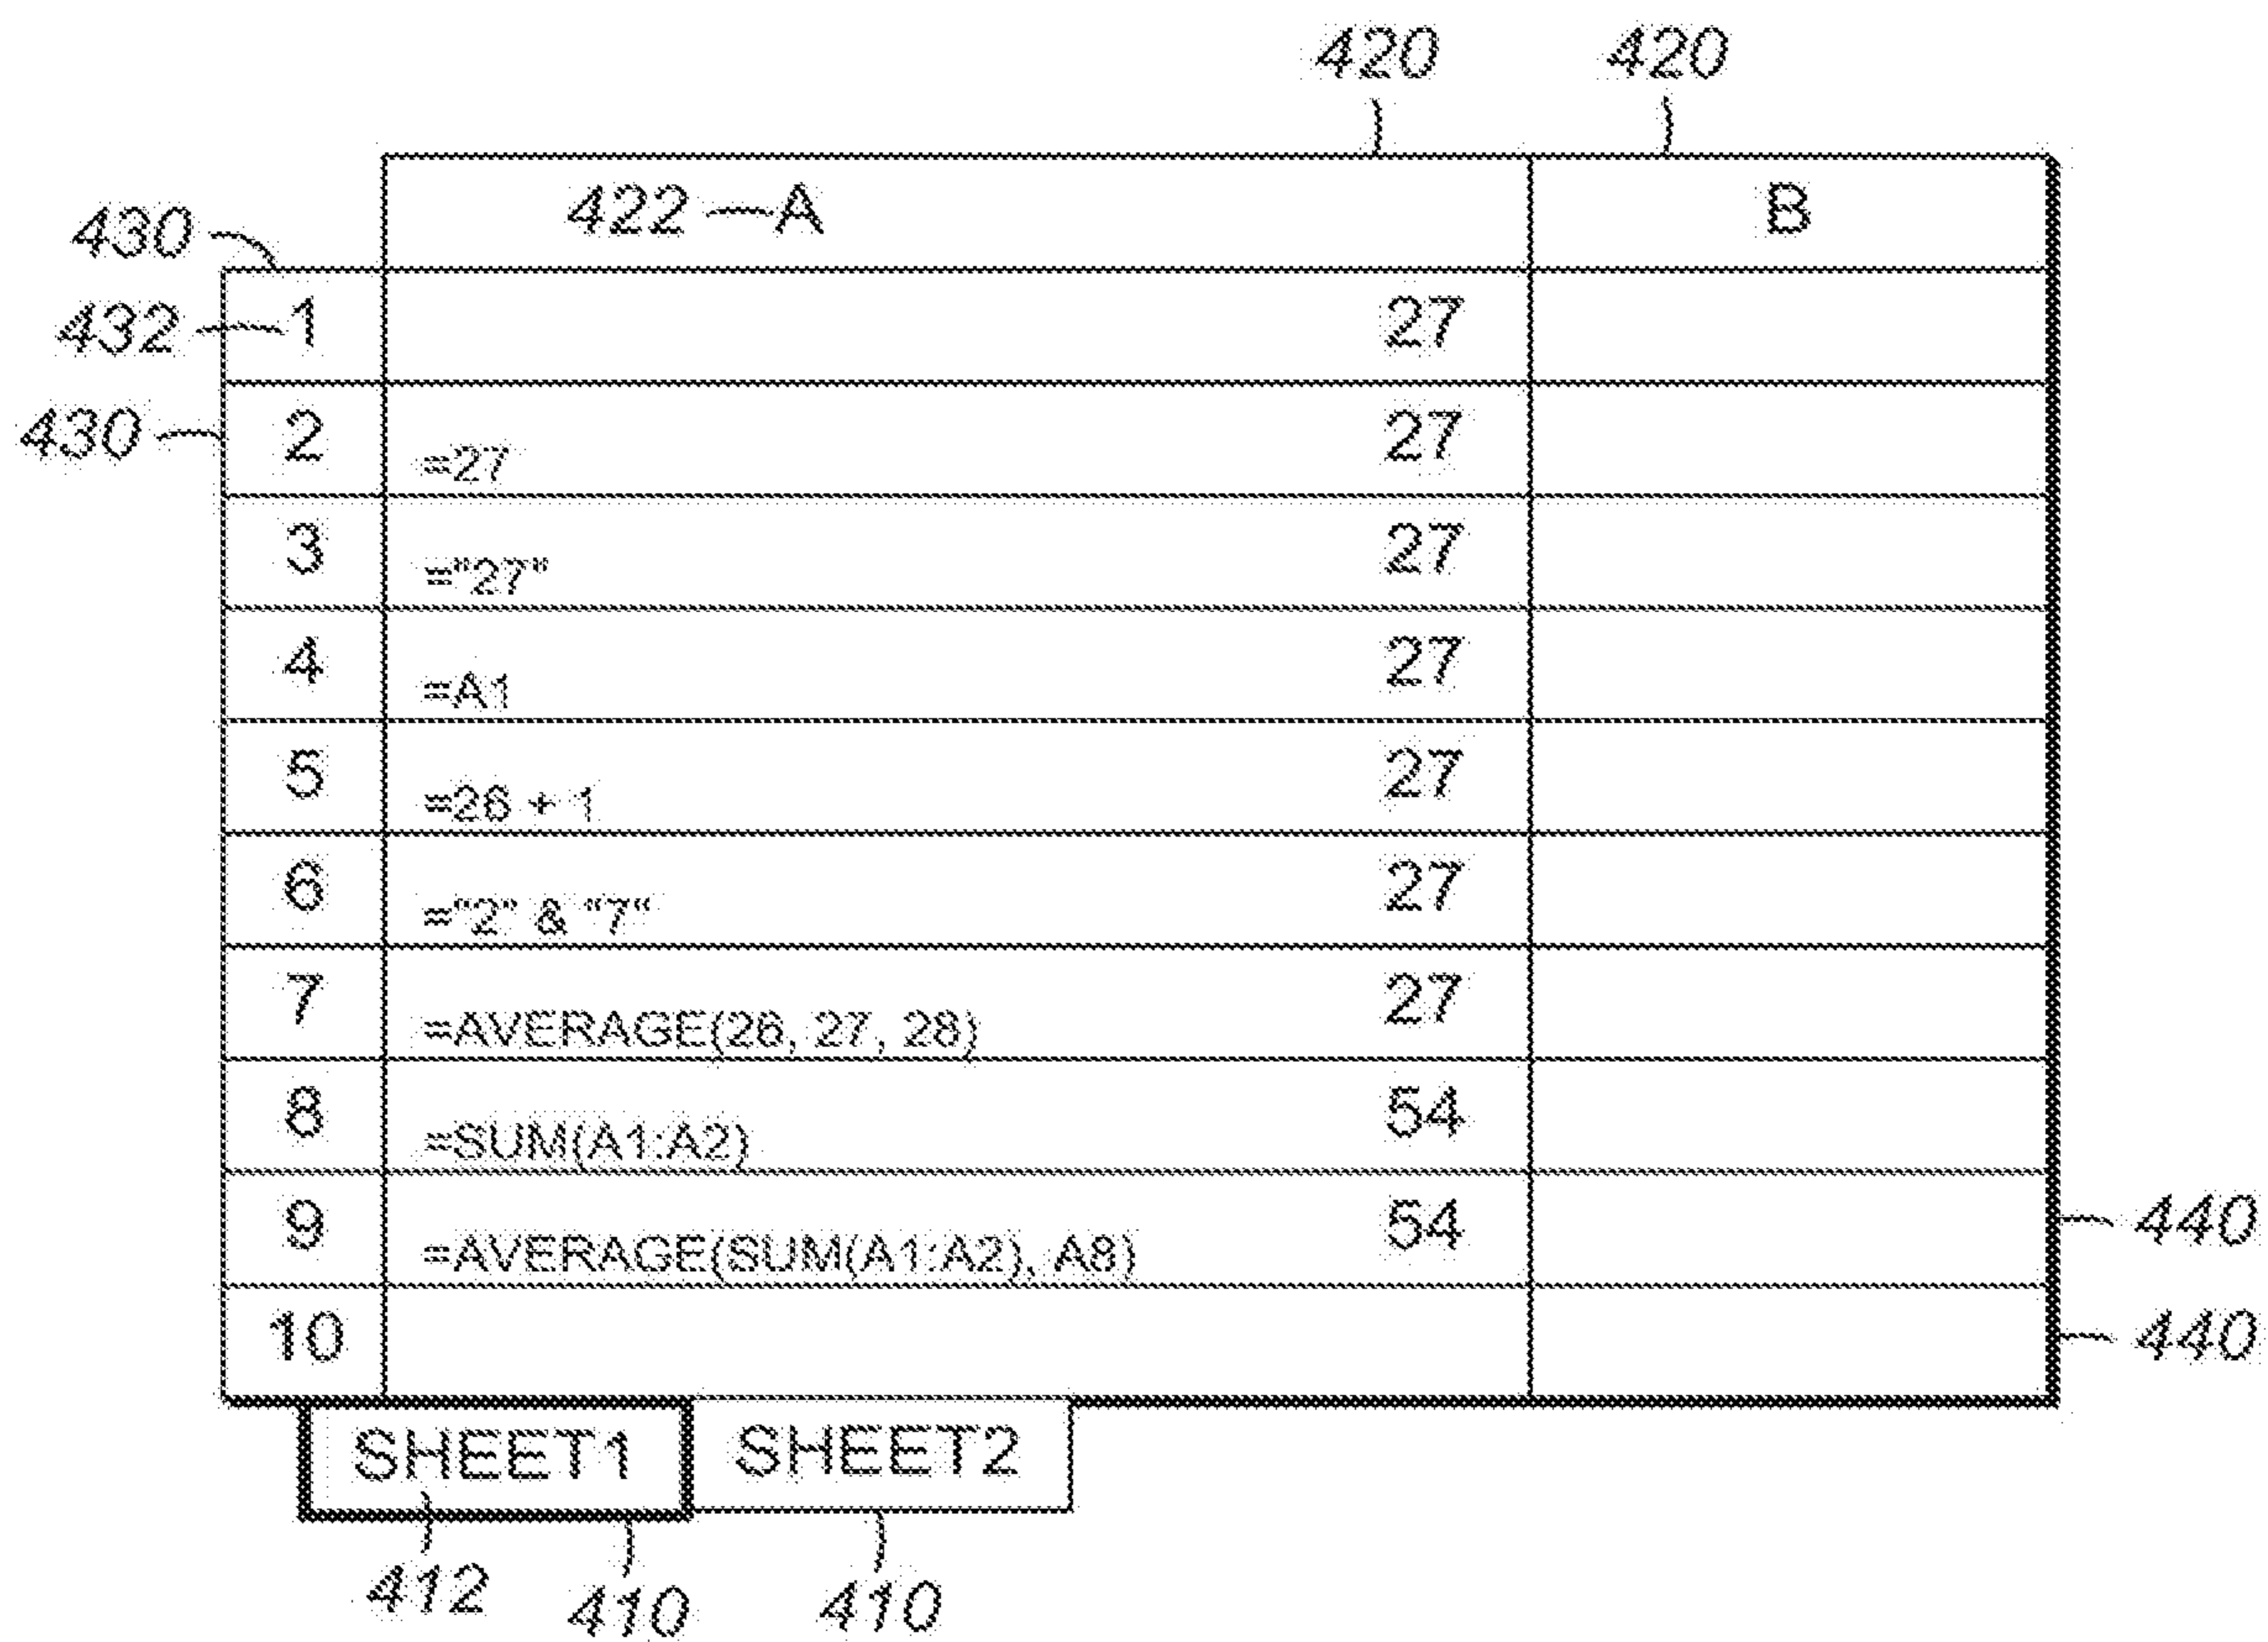 420 420
422 A B
430
432 1 27
430 2 =27 27
3 ="27" 27
4 =A1 27
5 =26 + 1 27
6 ="2" & "7" 27
7 =AVERAGE(26, 27, 28) 27
8 =SUM(A1:A2) 54
9 =AVERAGE(SUM(A1:A2), A8) 54 440
10 440
SHEET1 SHEET2
412 410 410